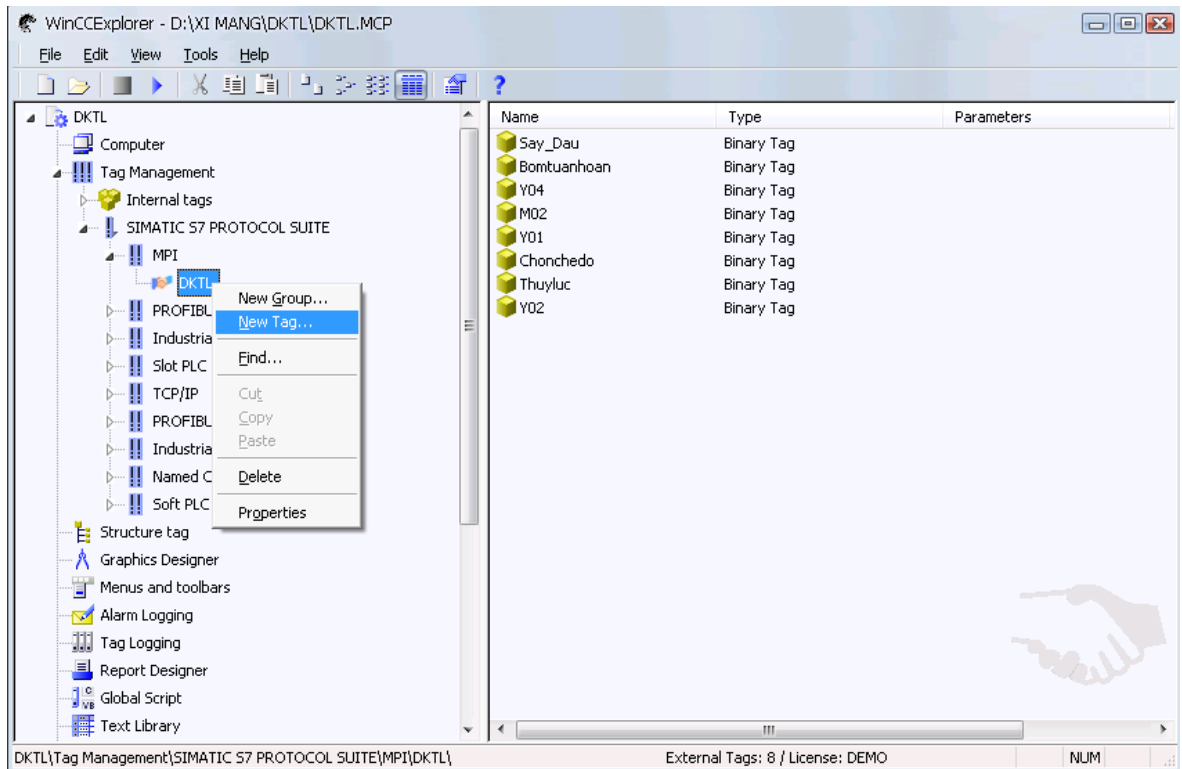 WinCCExplorer - D:\XI MANG\DKTL\DKTL.MCP
File Edit View Tools Help
DKTL
Computer
Tag Management
Internal tags
SIMATIC S7 PROTOCOL SUITE
MPI
DKTL
PROFIBU
Industria
Slot PLC
TCP/IP
PROFIBU
Industria
Named C
Soft PLC
Structure tag
Graphics Designer
Menus and toolbars
Alarm Logging
Tag Logging
Report Designer
Global Script
Text Library
New Group...
New Tag...
Find...
Cut
Copy
Paste
Delete
Properties
Name Type Parameters
Say_Dau Binary Tag
Bomtuanhoan Binary Tag
Y04 Binary Tag
M02 Binary Tag
Y01 Binary Tag
Chonchedo Binary Tag
Thuyluc Binary Tag
Y02 Binary Tag
DKTL\Tag Management\SIMATIC S7 PROTOCOL SUITE\MPI\DKTL\ External Tags: 8 / License: DEMO NUM